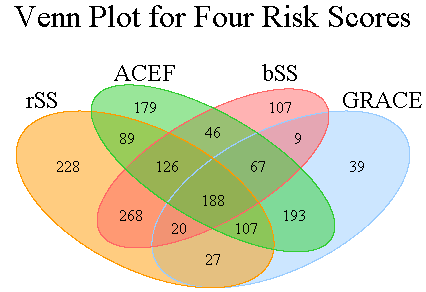 Venn Plot for Four Risk Scores
ACEF bSS
rSS GRACE
179 107
89 46 9
228 126 67 39
188
268 20 107 193
27